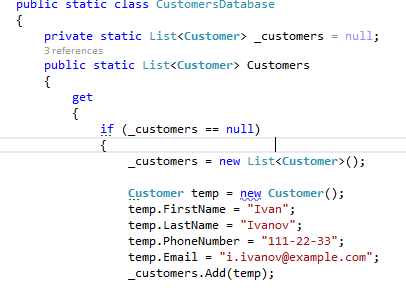 public static class CustomersDatabase
{
private static List<Customer> _customers = null;
3 references
public static List<Customer> Customers
{
get
{
if (_customers == null)
{
_customers = new List<Customer>();
Customer temp = new Customer();
temp.FirstName = "Ivan";
temp.LastName = "Ivanov";
temp.PhoneNumber = "111-22-33";
temp.Email = "i.ivanov@example.com";
_customers.Add(temp);